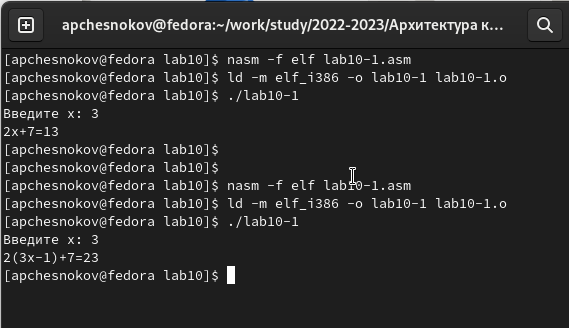 apchesnokov@fedora:~/work/study/2022-2023/Архитектура к...
[apchesnokov@fedora lab10]$ nasm -f elf lab10-1.asm
[apchesnokov@fedora lab10]$ ld -m elf_i386 -o lab10-1 lab10-1.o
[apchesnokov@fedora lab10]$ ./lab10-1
Введите x: 3
2x+7=13
[apchesnokov@fedora lab10]$
[apchesnokov@fedora lab10]$
[apchesnokov@fedora lab10]$ nasm -f elf lab10-1.asm
[apchesnokov@fedora lab10]$ ld -m elf_i386 -o lab10-1 lab10-1.o
[apchesnokov@fedora lab10]$ ./lab10-1
Введите x: 3
2(3x-1)+7=23
[apchesnokov@fedora lab10]$